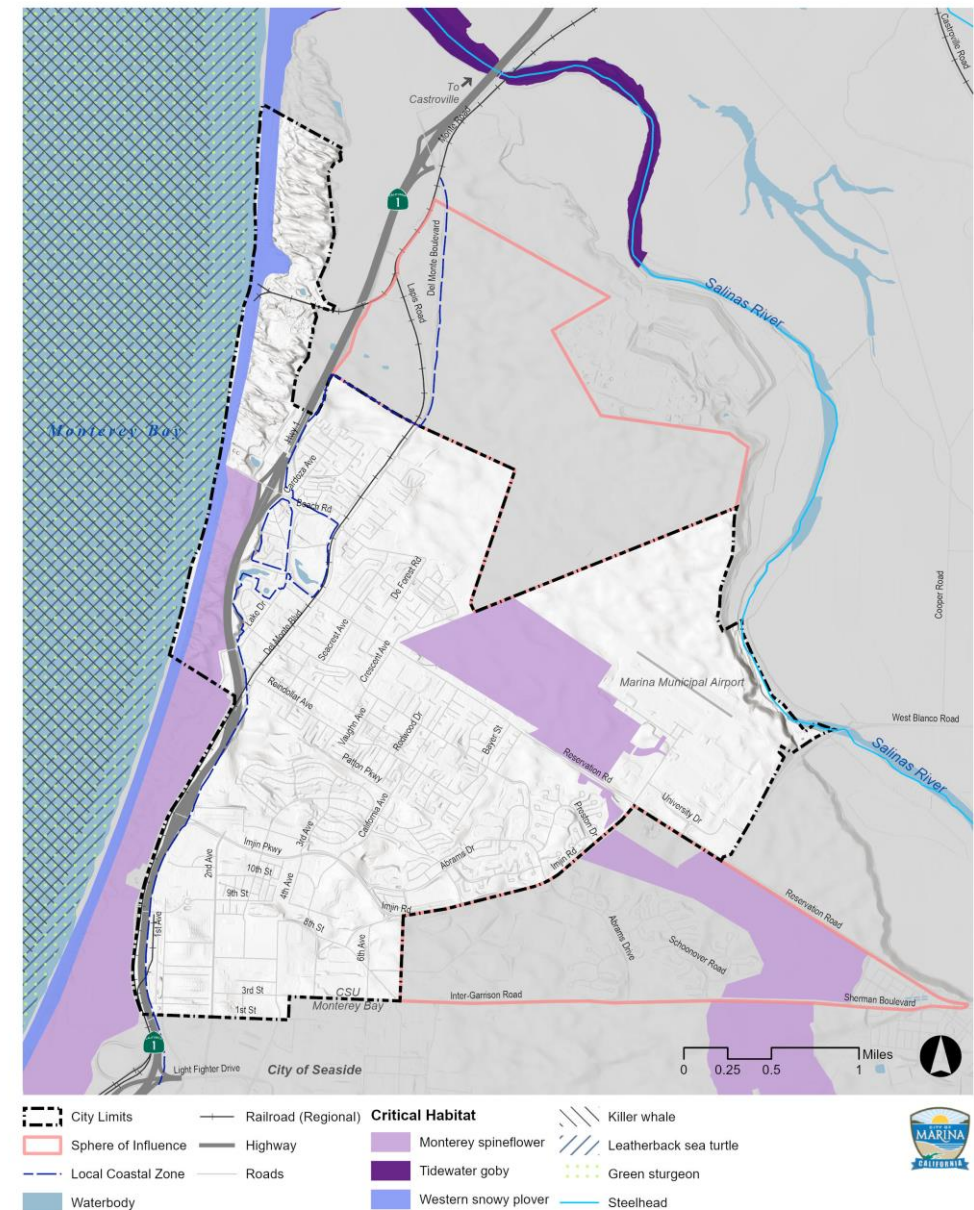 To
Castroville
Castroville Road
Monte Road
1
Del Monte Boulevard
Lapis Road
Salinas River
Monterey Bay
Hwy 1
Cardoza Ave
Beach Rd
De Forest Rd
Lake Dr
Del Monte Blvd
Seacrest Ave
Crescent Ave
Cooper Road
Marina Municipal Airport
Reindollar Ave
Vaughn Ave
Redwood Dr
Bayer St
West Blanco Road
Salinas River
Patton Pkwy
Reservation Rd
California Ave
University Dr
Preston Dr
3rd Ave
Imjin Pkwy
Abrams Dr
Imjin Rd
2nd Ave
10th St
4th Ave
9th St
Imjin Rd
8th St
Reservation Road
1st Ave
6th Ave
Abrams Drive
Schoonover Road
3rd St
CSU
Monterey Bay
1st St
Inter-Garrison Road
Sherman Boulevard
1
Light Fighter Drive
City of Seaside
Miles
0 0.25 0.5 1
City Limits
Sphere of Influence
Local Coastal Zone
Waterbody
Railroad (Regional)
Highway
Roads
Critical Habitat
Monterey spineflower
Tidewater goby
Western snowy plover
Killer whale
Leatherback sea turtle
Green sturgeon
Steelhead
CITY OF
MARINA
CALIFORNIA